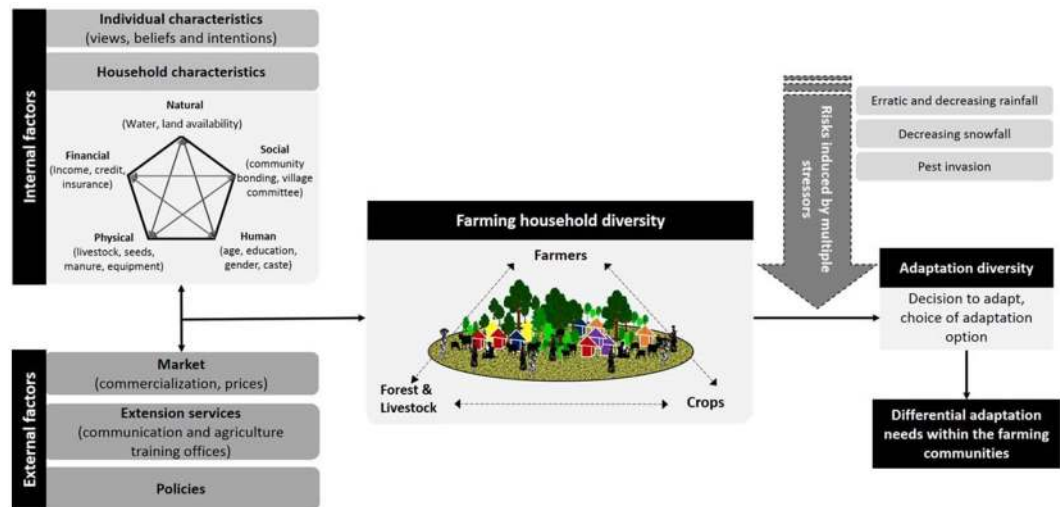 Internal factors
Individual characteristics
(views, beliefs and intentions)
Household characteristics
Natural
(Water, land availability)
Financial
(Income, credit,
insurance)
Social
(community
bonding, village
committee)
Physical
(livestock, seeds,
manure, equipment)
Human
(age, education,
gender, caste)
External factors
Market
(commercialization, prices)
Extension services
(communication and agriculture
training offices)
Policies
Farming household diversity
Farmers
Forest &
Livestock
Crops
Risks induced by multiple
stressors
Erratic and decreasing rainfall
Decreasing snowfall
Pest invasion
Adaptation diversity
Decision to adapt,
choice of adaptation
option
Differential adaptation
needs within the farming
communities